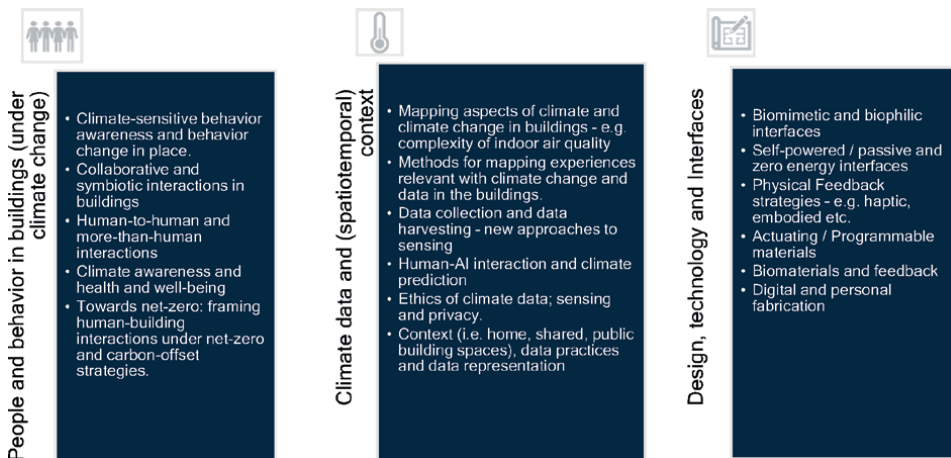 People and behavior in buildings (under
climate change)
• Climate-sensitive behavior
awareness and behavior
change in place.
• Collaborative and
symbiotic interactions in
buildings
• Human-to-human and
more-than-human
interactions
• Climate awareness and
health and well-being
• Towards net-zero: framing
human-building
interactions under net-zero
and carbon-offset
strategies.
Climate data and (spatiotemporal)
context
• Mapping aspects of climate and
climate change in buildings - e.g.
complexity of indoor air quality
• Methods for mapping experiences
relevant with climate change and
data in the buildings.
• Data collection and data
harvesting - new approaches to
sensing
• Human-AI interaction and climate
prediction
• Ethics of climate data; sensing
and privacy.
• Context (i.e. home, shared, public
building spaces), data practices
and data representation
Design, technology and Interfaces
• Biomimetic and biophilic
interfaces
• Self-powered / passive and
zero energy interfaces
• Physical Feedback
strategies - e.g. haptic,
embodied etc.
• Actuating / Programmable
materials
• Biomaterials and feedback
• Digital and personal
fabrication